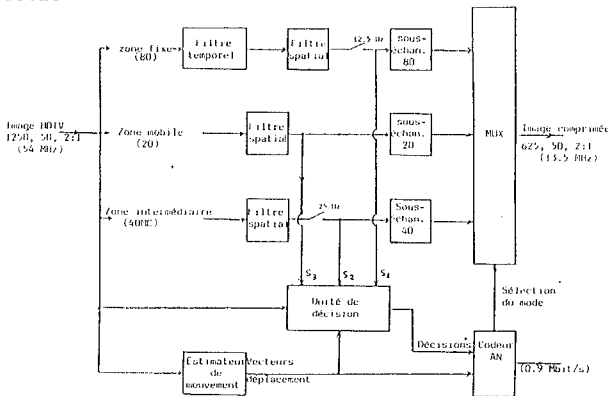 zone fixe
(80)
Filtre
temporel
Filtre
spatial
12,5 Hz
sous-
échan.
80
Image HDTV
1250, 50, 2:1
(54 MHz)
Zone mobile
(20)
Filtre
spatial
sous-
échan.
20
MUX
Image comprimée
625, 50, 2:1
(13.5 MHz)
Zone intermédiaire
(40MC)
Filtre
spatial
25 Hz
Sous-
échan.
40
S3
S2
S1
Unité de
décision
Sélection
du mode
Décisions
Estimateur
de
mouvement
Vecteurs
déplacement
Codeur
AN
(0.9 Mbit/s)